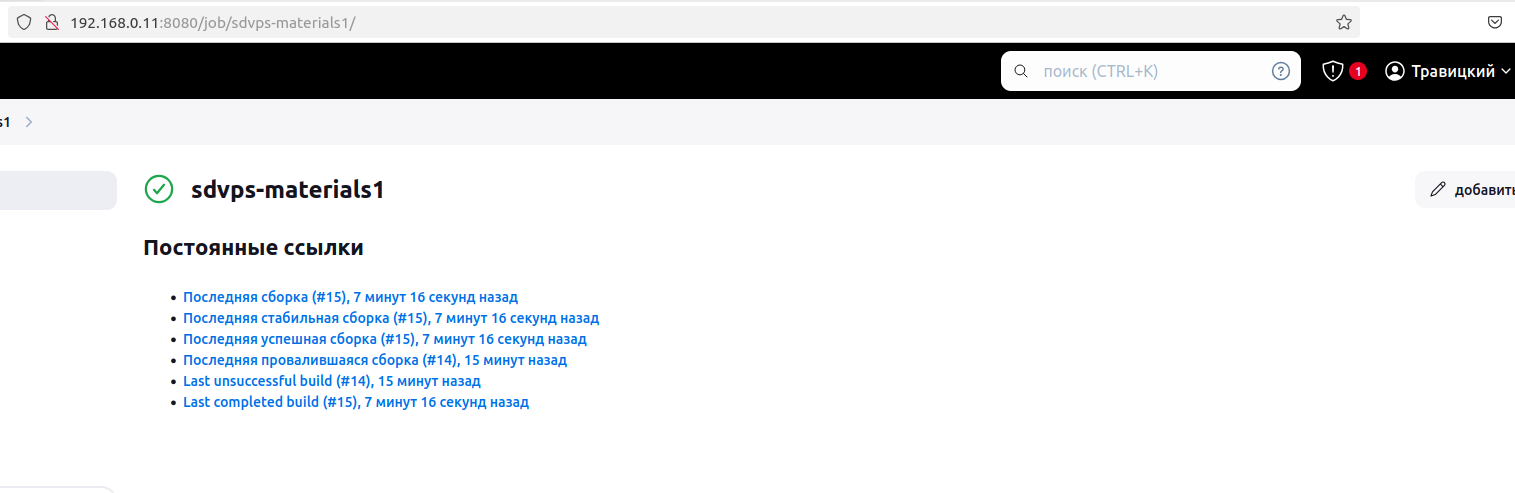 192.168.0.11:8080/job/sdvps-materials1/
поиск (CTRL+K)
1
Травицкий
s1
sdvps-materials1
добавить
Постоянные ссылки
Последняя сборка (#15), 7 минут 16 секунд назад
Последняя стабильная сборка (#15), 7 минут 16 секунд назад
Последняя успешная сборка (#15), 7 минут 16 секунд назад
Последняя провалившаяся сборка (#14), 15 минут назад
Last unsuccessful build (#14), 15 минут назад
Last completed build (#15), 7 минут 16 секунд назад